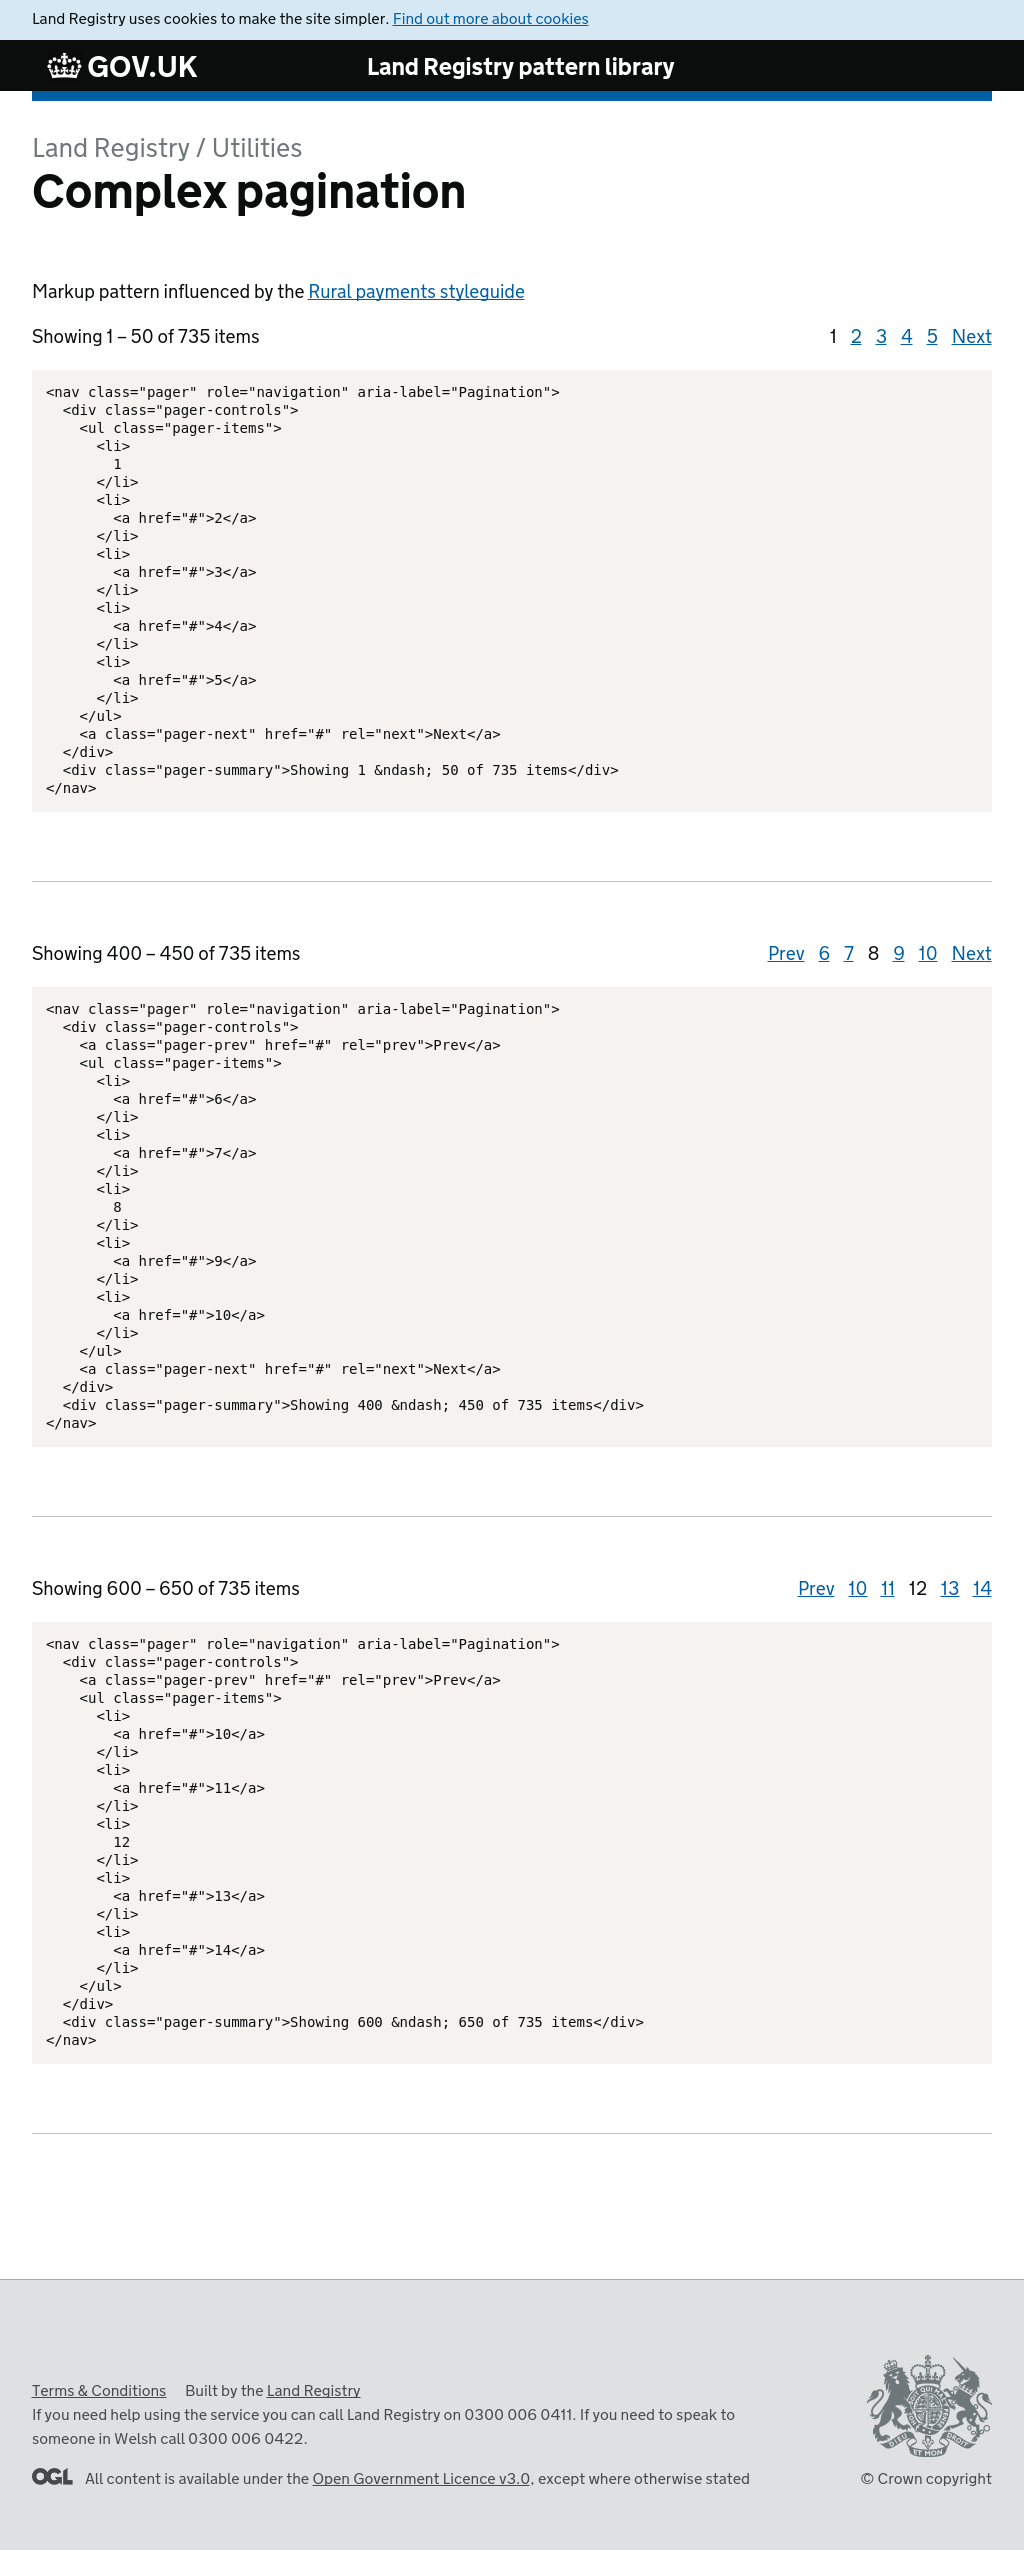 Land Registry uses cookies to make the site simpler. Find out more about cookies
GOV.UK
Land Registry pattern library
Land Registry / Utilities
Complex pagination
Markup pattern influenced by the Rural payments styleguide
Showing 1 – 50 of 735 items
1 2 3 4 5 Next
<nav class="pager" role="navigation" aria-label="Pagination">
  <div class="pager-controls">
    <ul class="pager-items">
      <li>
        1
      </li>
      <li>
        <a href="#">2</a>
      </li>
      <li>
        <a href="#">3</a>
      </li>
      <li>
        <a href="#">4</a>
      </li>
      <li>
        <a href="#">5</a>
      </li>
    </ul>
    <a class="pager-next" href="#" rel="next">Next</a>
  </div>
  <div class="pager-summary">Showing 1 &ndash; 50 of 735 items</div>
</nav>
Showing 400 – 450 of 735 items
Prev 6 7 8 9 10 Next
<nav class="pager" role="navigation" aria-label="Pagination">
  <div class="pager-controls">
    <a class="pager-prev" href="#" rel="prev">Prev</a>
    <ul class="pager-items">
      <li>
        <a href="#">6</a>
      </li>
      <li>
        <a href="#">7</a>
      </li>
      <li>
        8
      </li>
      <li>
        <a href="#">9</a>
      </li>
      <li>
        <a href="#">10</a>
      </li>
    </ul>
    <a class="pager-next" href="#" rel="next">Next</a>
  </div>
  <div class="pager-summary">Showing 400 &ndash; 450 of 735 items</div>
</nav>
Showing 600 – 650 of 735 items
Prev 10 11 12 13 14
<nav class="pager" role="navigation" aria-label="Pagination">
  <div class="pager-controls">
    <a class="pager-prev" href="#" rel="prev">Prev</a>
    <ul class="pager-items">
      <li>
        <a href="#">10</a>
      </li>
      <li>
        <a href="#">11</a>
      </li>
      <li>
        12
      </li>
      <li>
        <a href="#">13</a>
      </li>
      <li>
        <a href="#">14</a>
      </li>
    </ul>
  </div>
  <div class="pager-summary">Showing 600 &ndash; 650 of 735 items</div>
</nav>
Terms & Conditions Built by the Land Registry
If you need help using the service you can call Land Registry on 0300 006 0411. If you need to speak to
someone in Welsh call 0300 006 0422.
OGL All content is available under the Open Government Licence v3.0, except where otherwise stated
DIEU ET MON DROIT
© Crown copyright